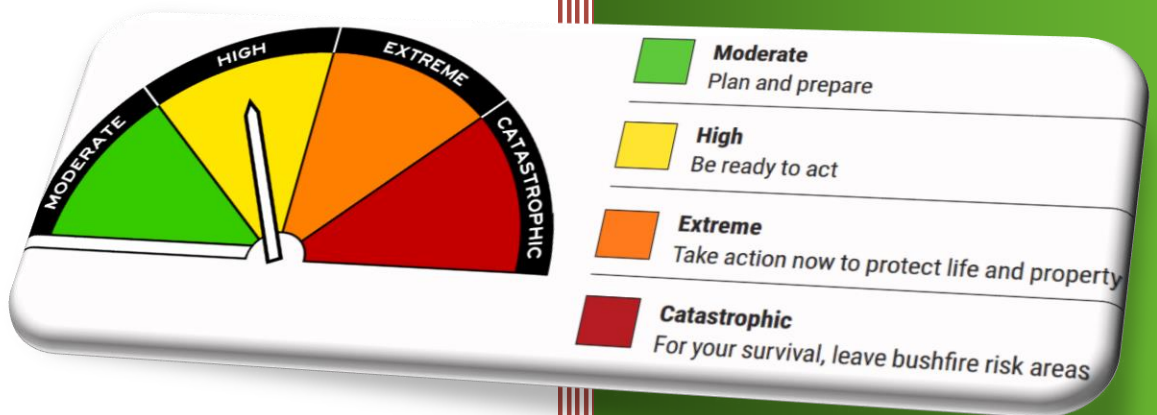 MODERATE
HIGH
EXTREME
CATASTROPHIC
Moderate
Plan and prepare
High
Be ready to act
Extreme
Take action now to protect life and property
Catastrophic
For your survival, leave bushfire risk areas